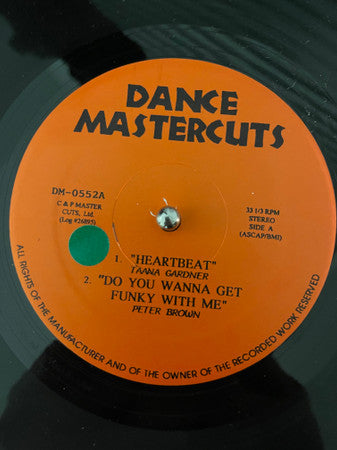 DANCE
MASTERCUTS
DM-0552A
C & P MASTER
CUTS, Ltd.
(Log #26895)
33 1/3 RPM
STEREO
SIDE A
(ASCAP/BMI)
1. "HEARTBEAT"
TAANA GARDNER
2. "DO YOU WANNA GET
FUNKY WITH ME"
PETER BROWN
ALL RIGHTS OF THE MANUFACTURER AND OF THE OWNER OF THE RECORDED WORK RESERVED